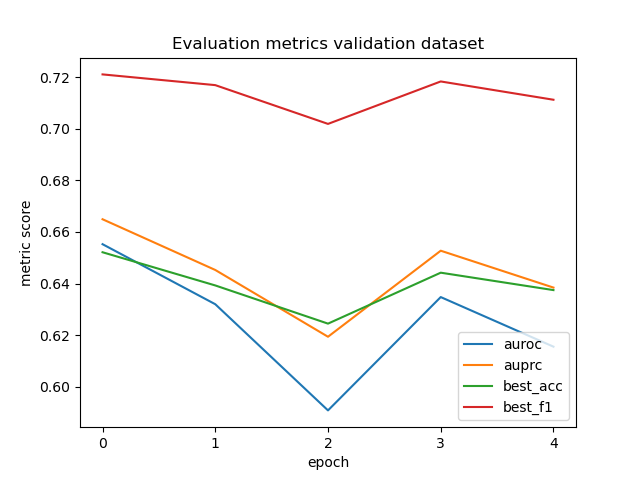 Evaluation metrics validation dataset
metric score
0.72
0.70
0.68
0.66
0.64
0.62
0.60
auroc
auprc
best_acc
best_f1
0 1 2 3 4
epoch